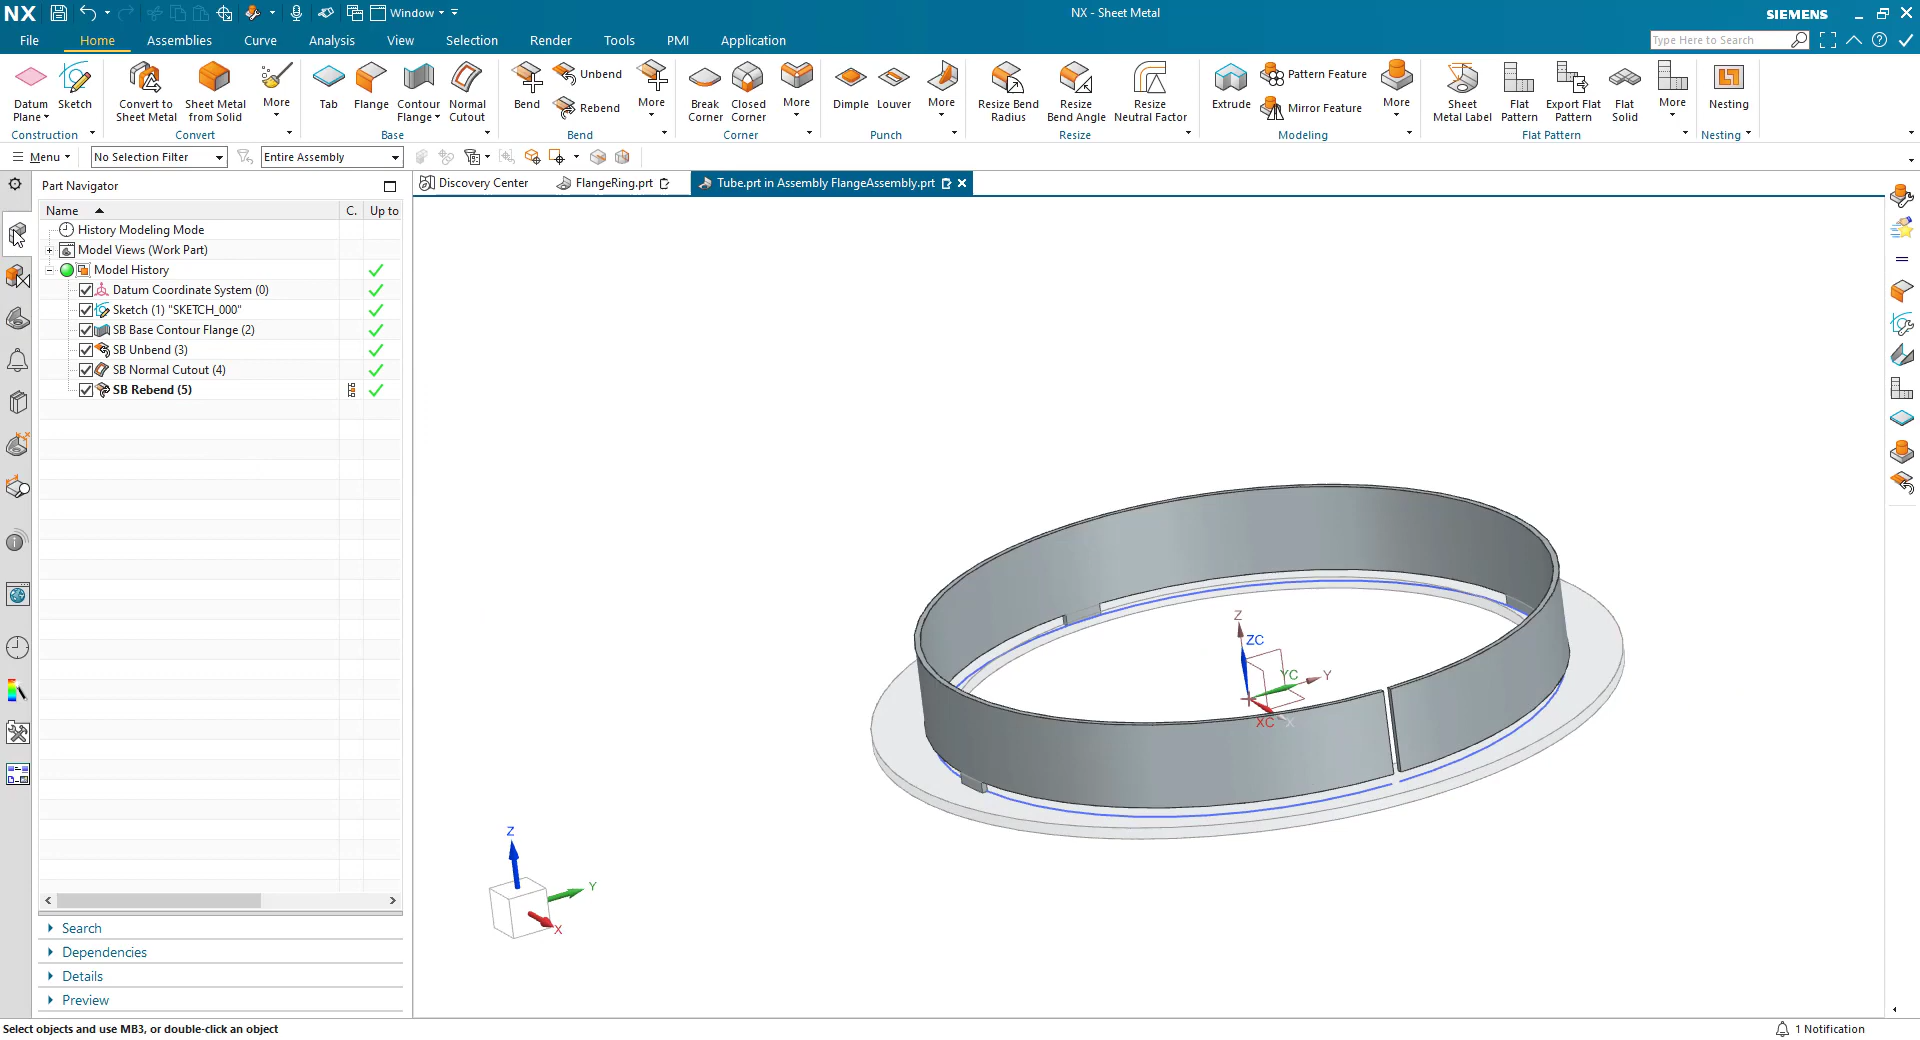 NX
Window
NX - Sheet Metal
SIEMENS
File
Home
Assemblies
Curve
Analysis
View
Selection
Render
Tools
PMI
Application
Type Here to Search
Datum
Plane
Sketch
Construction
Convert to
Sheet Metal
Sheet Metal
from Solid
More
Convert
Tab
Flange
Contour
Flange
Normal
Cutout
Base
Bend
Unbend
Rebend
More
Bend
Break
Corner
Closed
Corner
More
Corner
Dimple
Louver
More
Punch
Resize Bend
Radius
Resize
Bend Angle
Resize
Neutral Factor
Resize
Extrude
Pattern Feature
Mirror Feature
More
Modeling
Sheet
Metal Label
Flat
Pattern
Export Flat
Pattern
Flat
Solid
More
Flat Pattern
Nesting
Nesting
Menu
No Selection Filter
Entire Assembly
Part Navigator
Discovery Center
FlangeRing.prt
Tube.prt in Assembly FlangeAssembly.prt
Name
C.
Up to
History Modeling Mode
Model Views (Work Part)
Model History
Datum Coordinate System (0)
Sketch (1) "SKETCH_000"
SB Base Contour Flange (2)
SB Unbend (3)
SB Normal Cutout (4)
SB Rebend (5)
Z
ZC
YC
Y
XC
X
Z
Y
X
Search
Dependencies
Details
Preview
Select objects and use MB3, or double-click an object
1 Notification